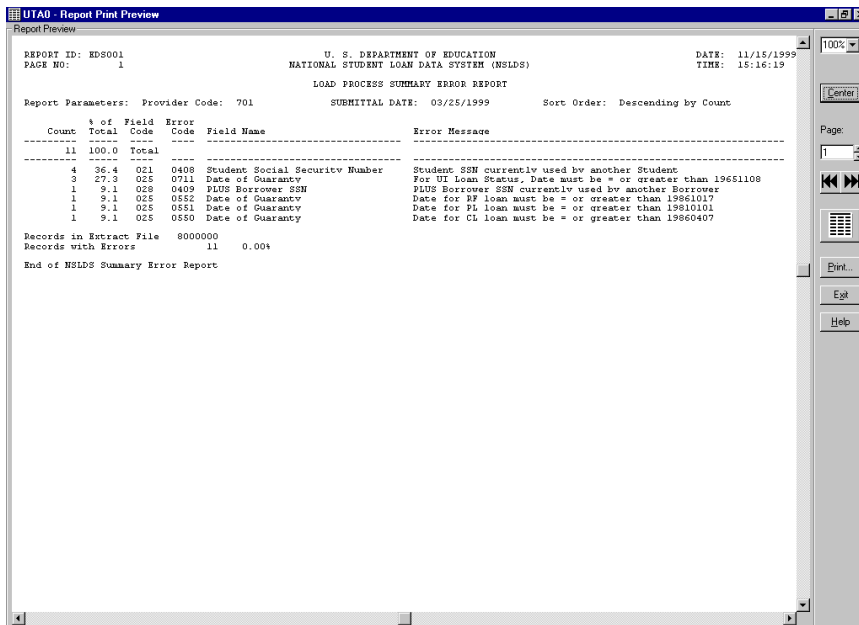 UTA0 - Report Print Preview
Report Preview
REPORT ID: EDS001 U. S. DEPARTMENT OF EDUCATION DATE: 11/15/1999
PAGE NO: 1 NATIONAL STUDENT LOAN DATA SYSTEM (NSLDS) TIME: 15:16:19
LOAD PROCESS SUMMARY ERROR REPORT
Report Parameters: Provider Code: 701 SUBMITTAL DATE: 03/25/1999 Sort Order: Descending by Count
% of Field Error
Count Total Code Code Field Name Error Message
11 100.0 Total
4 36.4 021 0408 Student Social Security Number Student SSN currently used by another Student
3 27.3 025 0711 Date of Guaranty For UI Loan Status, Date must be = or greater than 19651108
1 9.1 028 0409 PLUS Borrower SSN PLUS Borrower SSN currently used by another Borrower
1 9.1 025 0552 Date of Guaranty Date for RF loan must be = or greater than 19861017
1 9.1 025 0551 Date of Guaranty Date for PL loan must be = or greater than 19810101
1 9.1 025 0550 Date of Guaranty Date for CL loan must be = or greater than 19860407
Records in Extract File 8000000
Records with Errors 11 0.00%
End of NSLDS Summary Error Report
100%
Center
Page:
1
Print...
Exit
Help